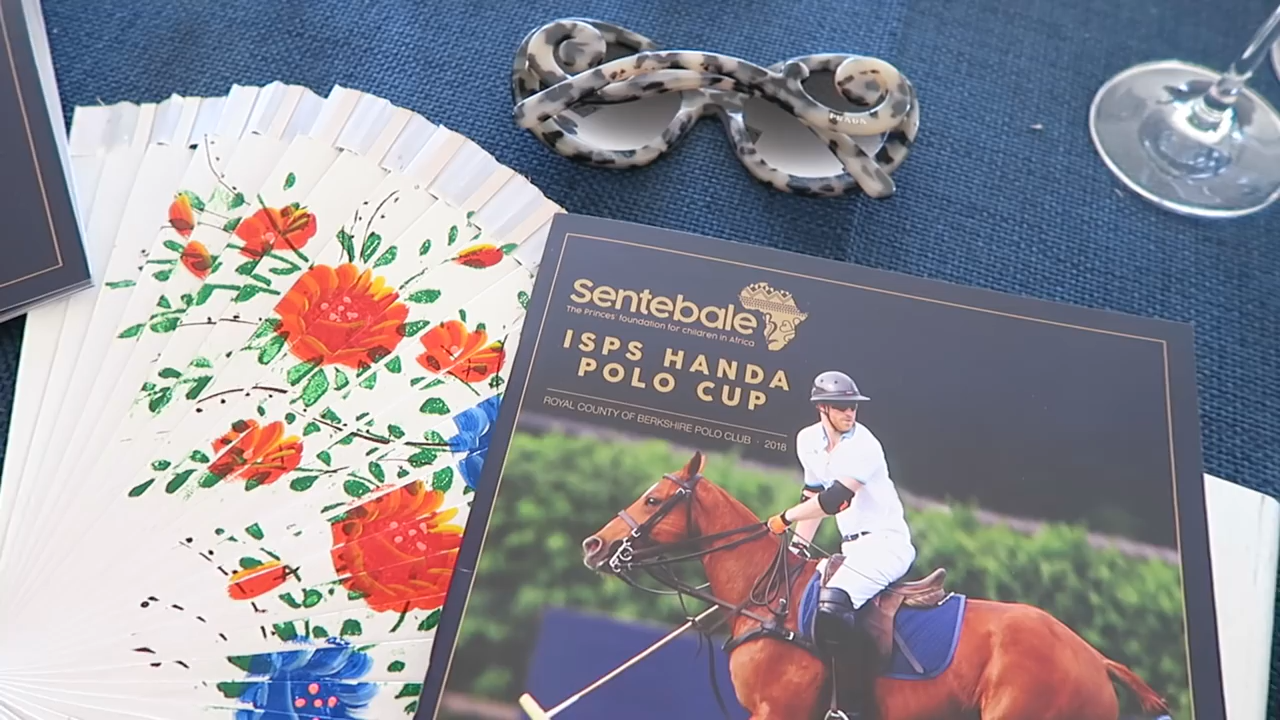 PRADA
sentebale
The Princes' foundation for children in Africa
ISPS HANDA
POLO CUP
ROYAL COUNTY OF BERKSHIRE POLO CLUB · 2018